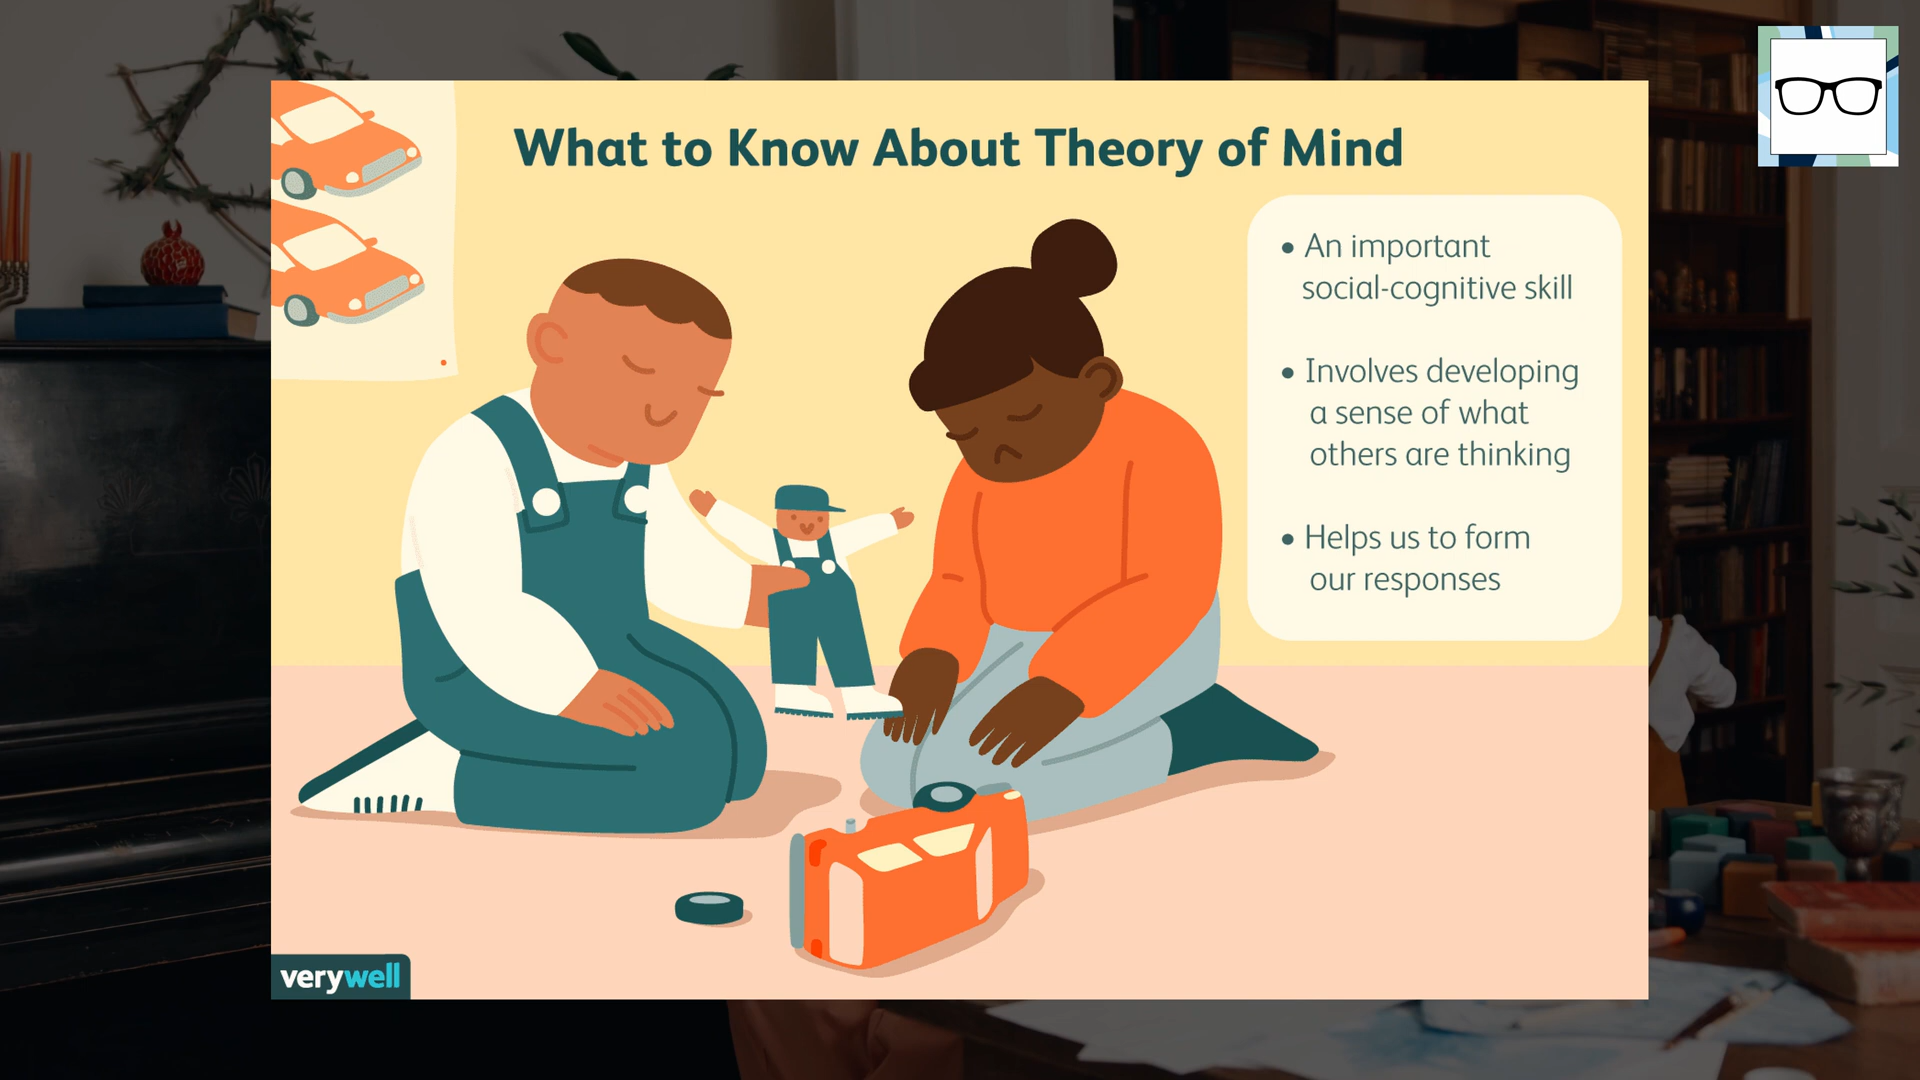 What to Know About Theory of Mind
• An important
social-cognitive skill
• Involves developing
a sense of what
others are thinking
• Helps us to form
our responses
verywell